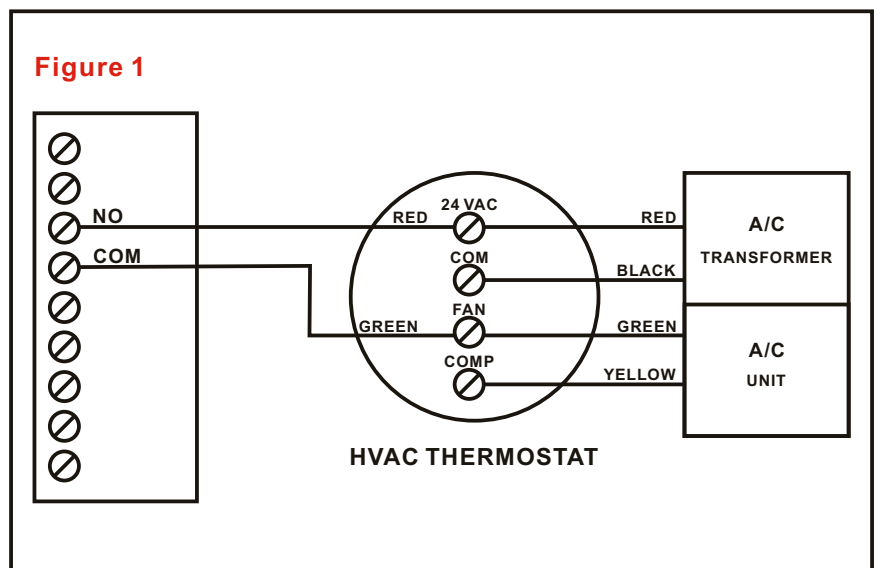 Figure 1
NO
COM
RED
GREEN
24 VAC
COM
FAN
COMP
RED
BLACK
GREEN
YELLOW
A/C
TRANSFORMER
A/C
UNIT
HVAC THERMOSTAT